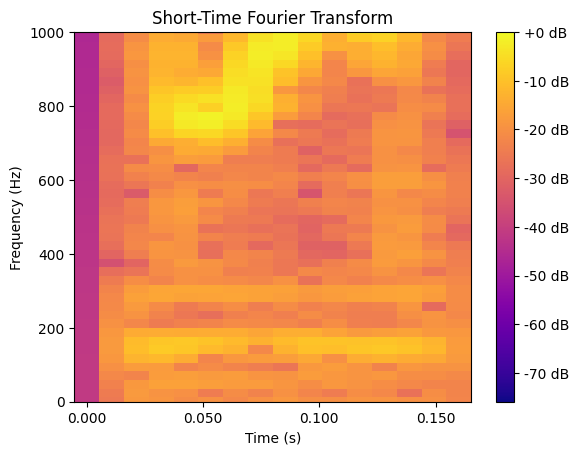 Short-Time Fourier Transform
Frequency (Hz)
1000
800
600
400
200
0
0.000
0.050
0.100
0.150
Time (s)
+0 dB
-10 dB
-20 dB
-30 dB
-40 dB
-50 dB
-60 dB
-70 dB